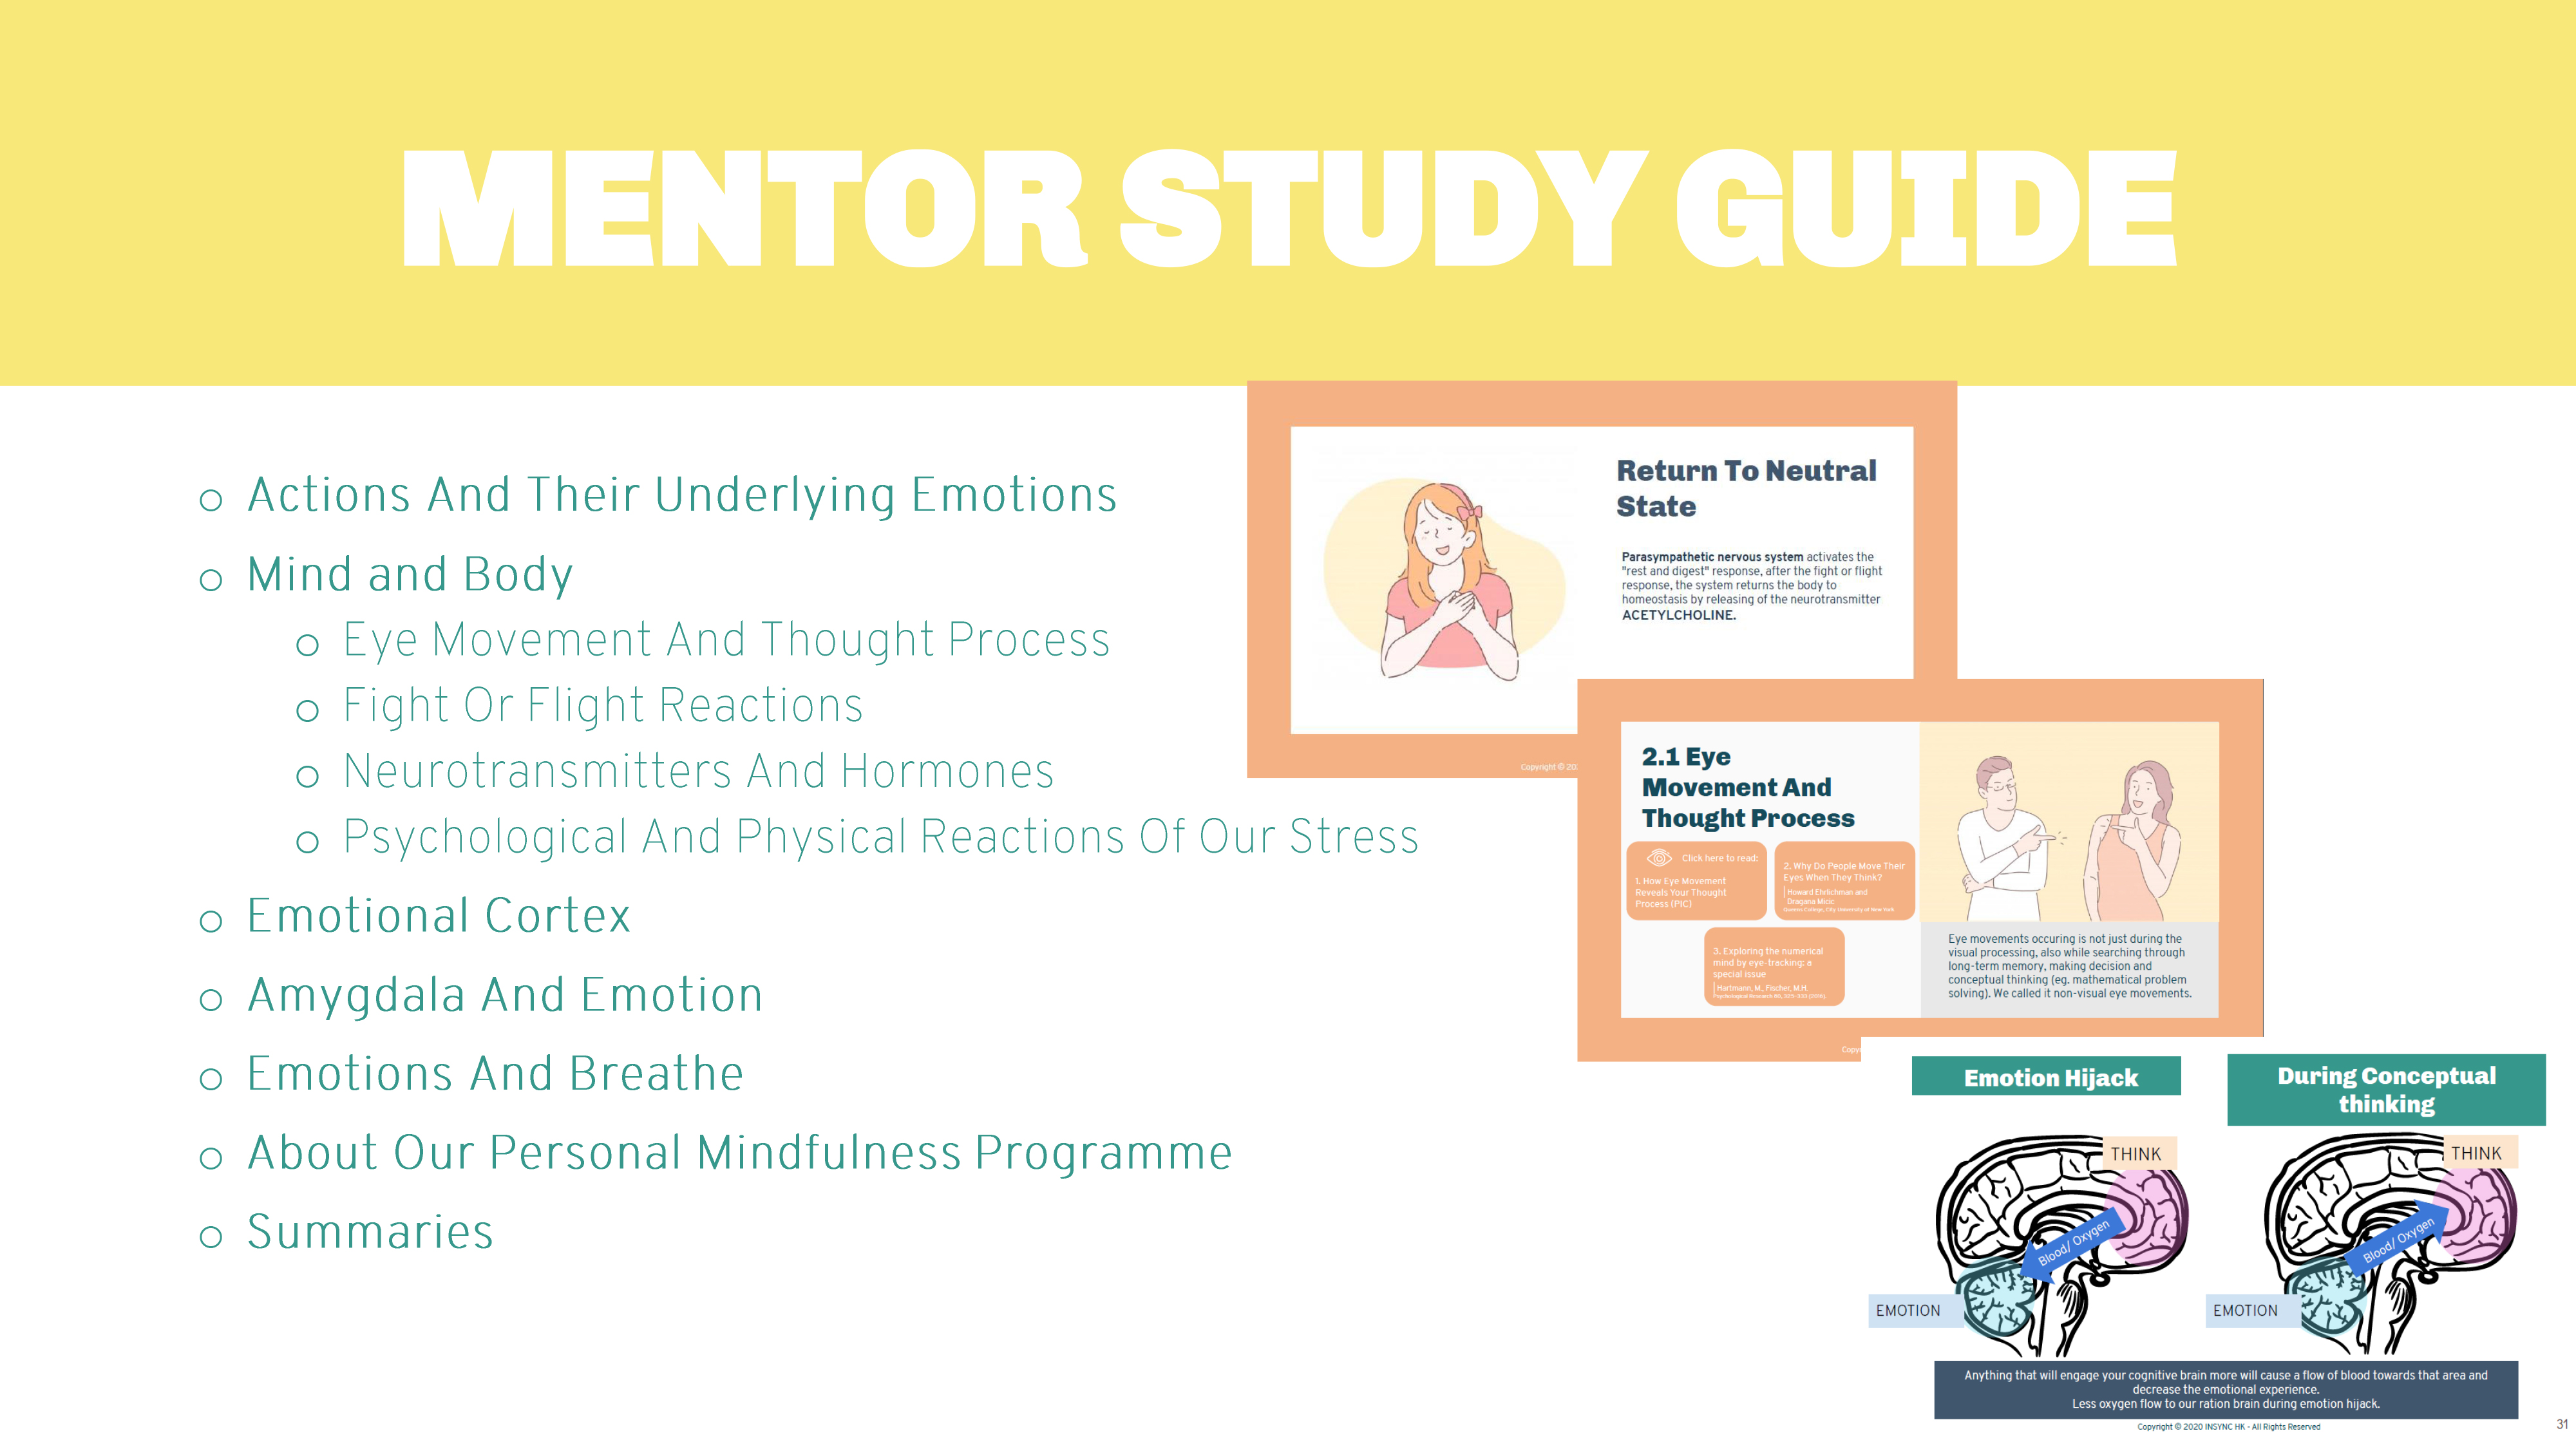 MENTOR STUDY GUIDE
Actions And Their Underlying Emotions
Mind and Body
Eye Movement And Thought Process
Fight Or Flight Reactions
Neurotransmitters And Hormones
Psychological And Physical Reactions Of Our Stress
Emotional Cortex
Amygdala And Emotion
Emotions And Breathe
About Our Personal Mindfulness Programme
Summaries
Return To Neutral
State
Parasympathetic nervous system activates the
"rest and digest" response, after the fight or flight
response, the system returns the body to
homeostasis by releasing of the neurotransmitter
ACETYLCHOLINE.
Copyright © 20
2.1 Eye
Movement And
Thought Process
Click here to read:
1. How Eye Movement
Reveals Your Thought
Process (PIC)
2. Why Do People Move Their
Eyes When They Think?
Howard Ehrlichman and
Dragana Micic
Queens College, City University of New York
3. Exploring the numerical
mind by eye-tracking: a
special issue
Hartmann, M., Fischer, M.H.
Psychological Research
Eye movements occuring is not just during the
visual processing, also while searching through
long-term memory, making decision and
conceptual thinking (eg. mathematical problem
solving). We called it non-visual eye movements.
Copy
Emotion Hijack
THINK
Blood/ Oxygen
EMOTION
During Conceptual
thinking
THINK
Blood/ Oxygen
EMOTION
Anything that will engage your cognitive brain more will cause a flow of blood towards that area and
decrease the emotional experience.
Less oxygen flow to our ration brain during emotion hijack.
Copyright © 2020 INSYNC HK - All Rights Reserved
31